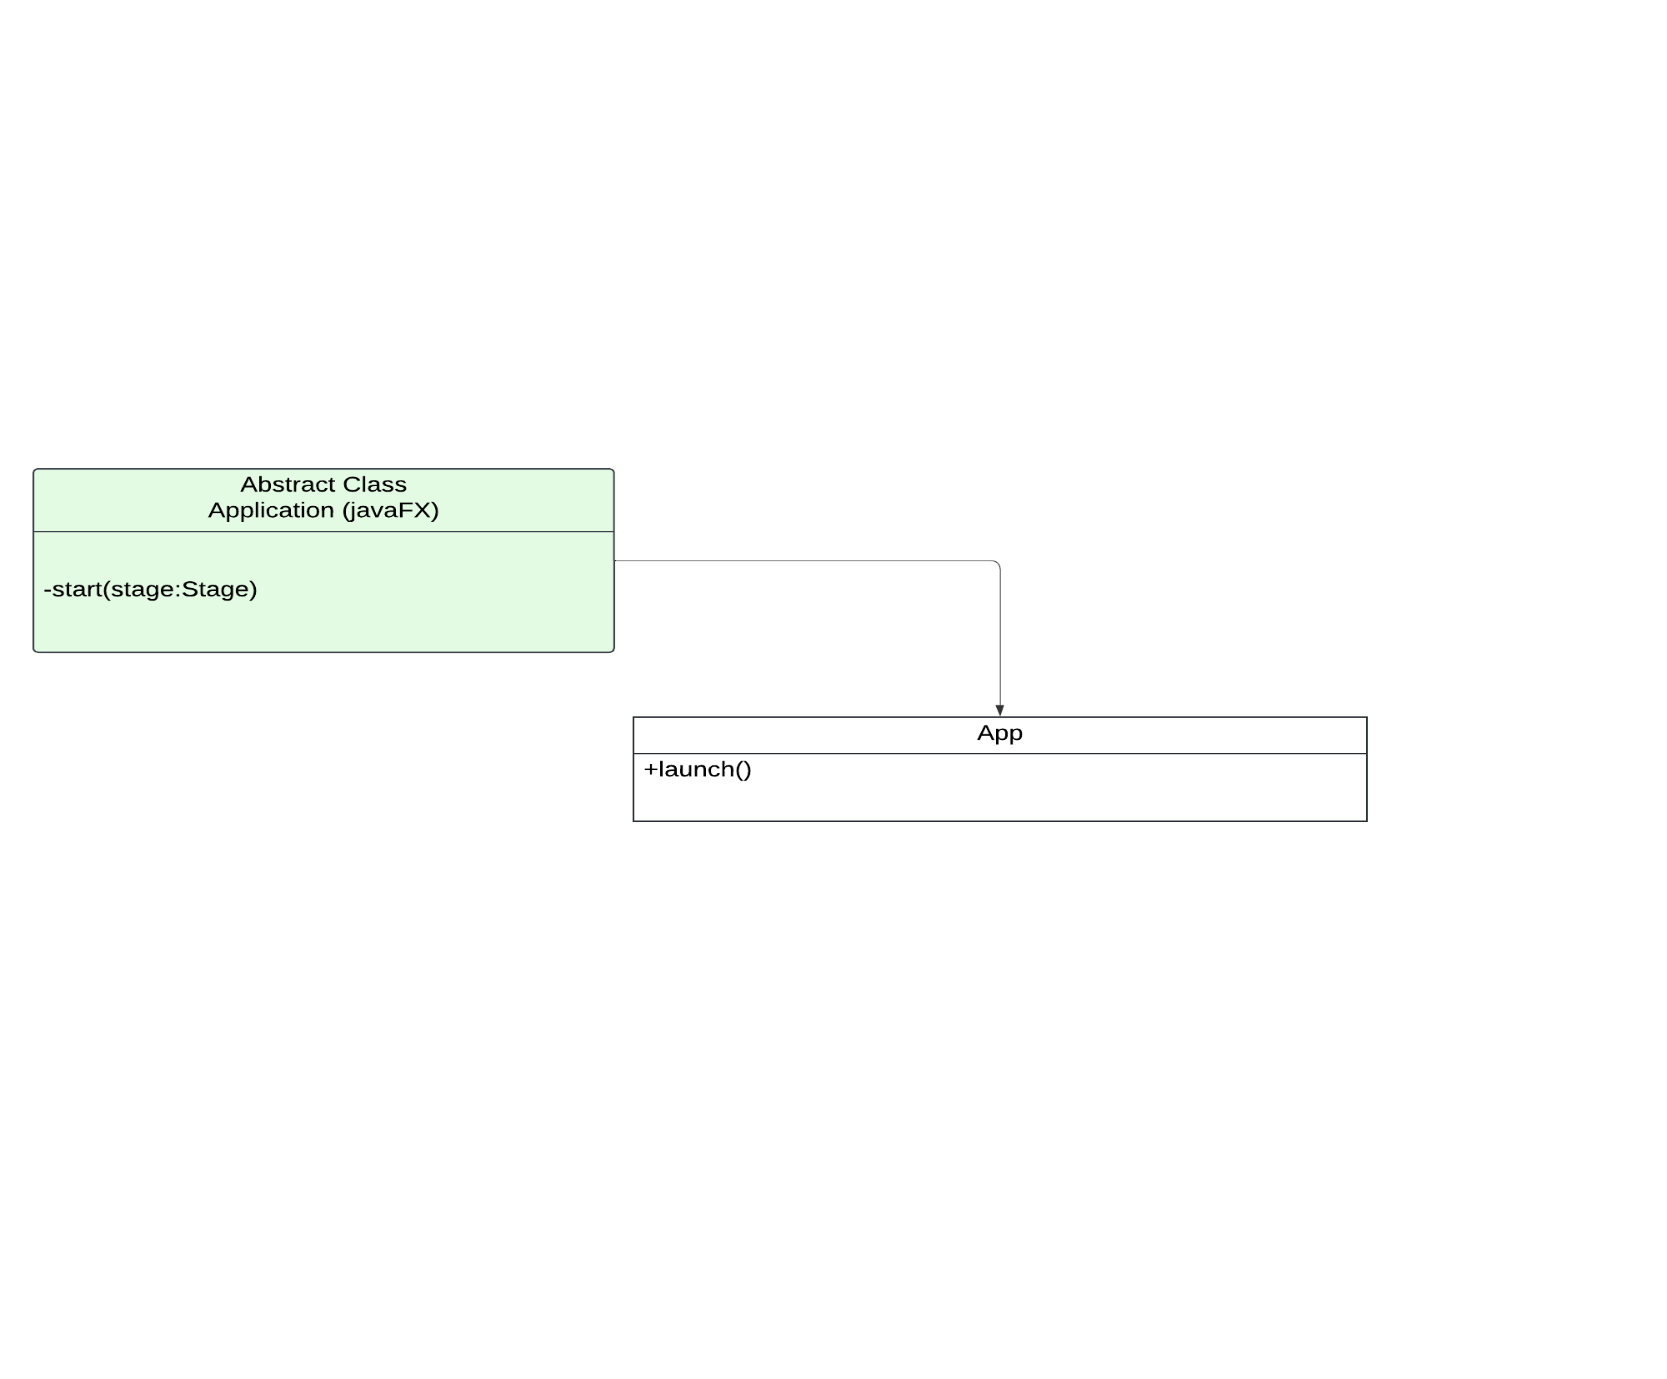 Abstract Class
Application (javaFX)
-start(stage:Stage)
App
+launch()